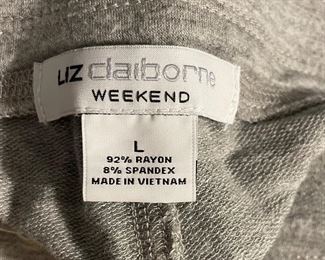 LIZ claiborne
WEEKEND
L
92% RAYON
8% SPANDEX
MADE IN VIETNAM